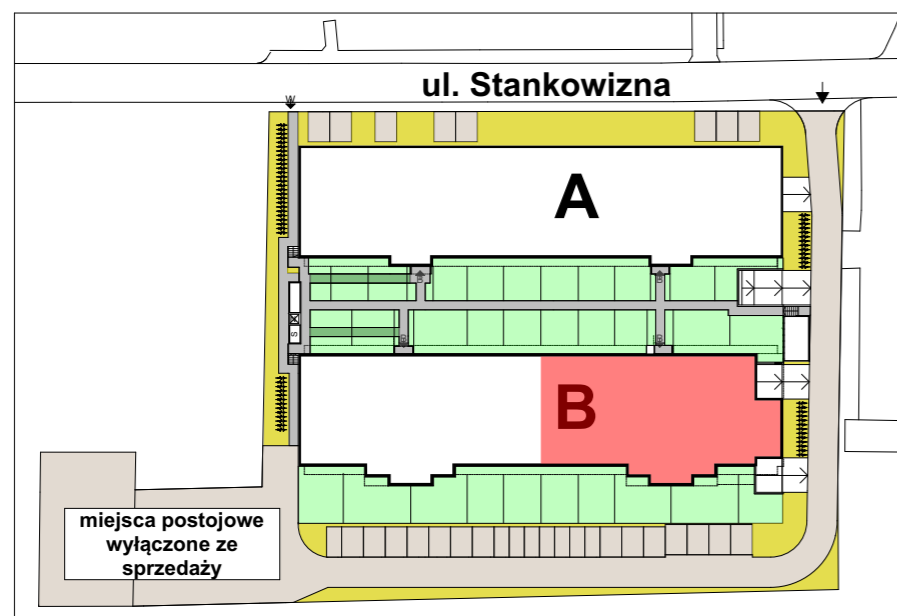 ul. Stankowizna
A
B
S
miejsca postojowe
wyłączone ze
sprzedaży